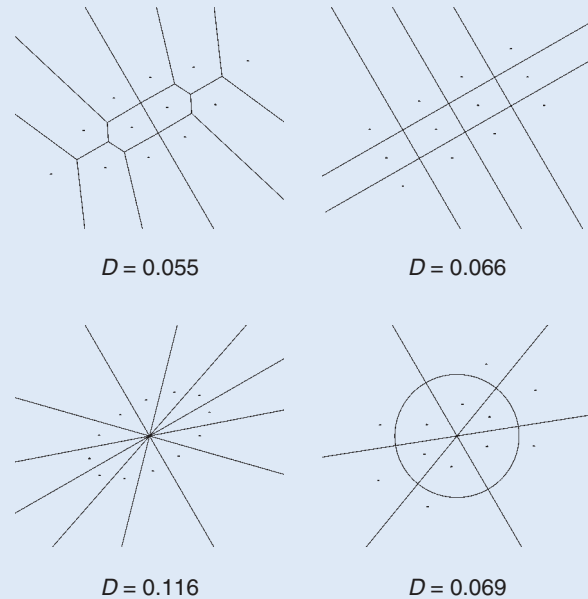 D = 0.055
D = 0.066
D = 0.116
D = 0.069